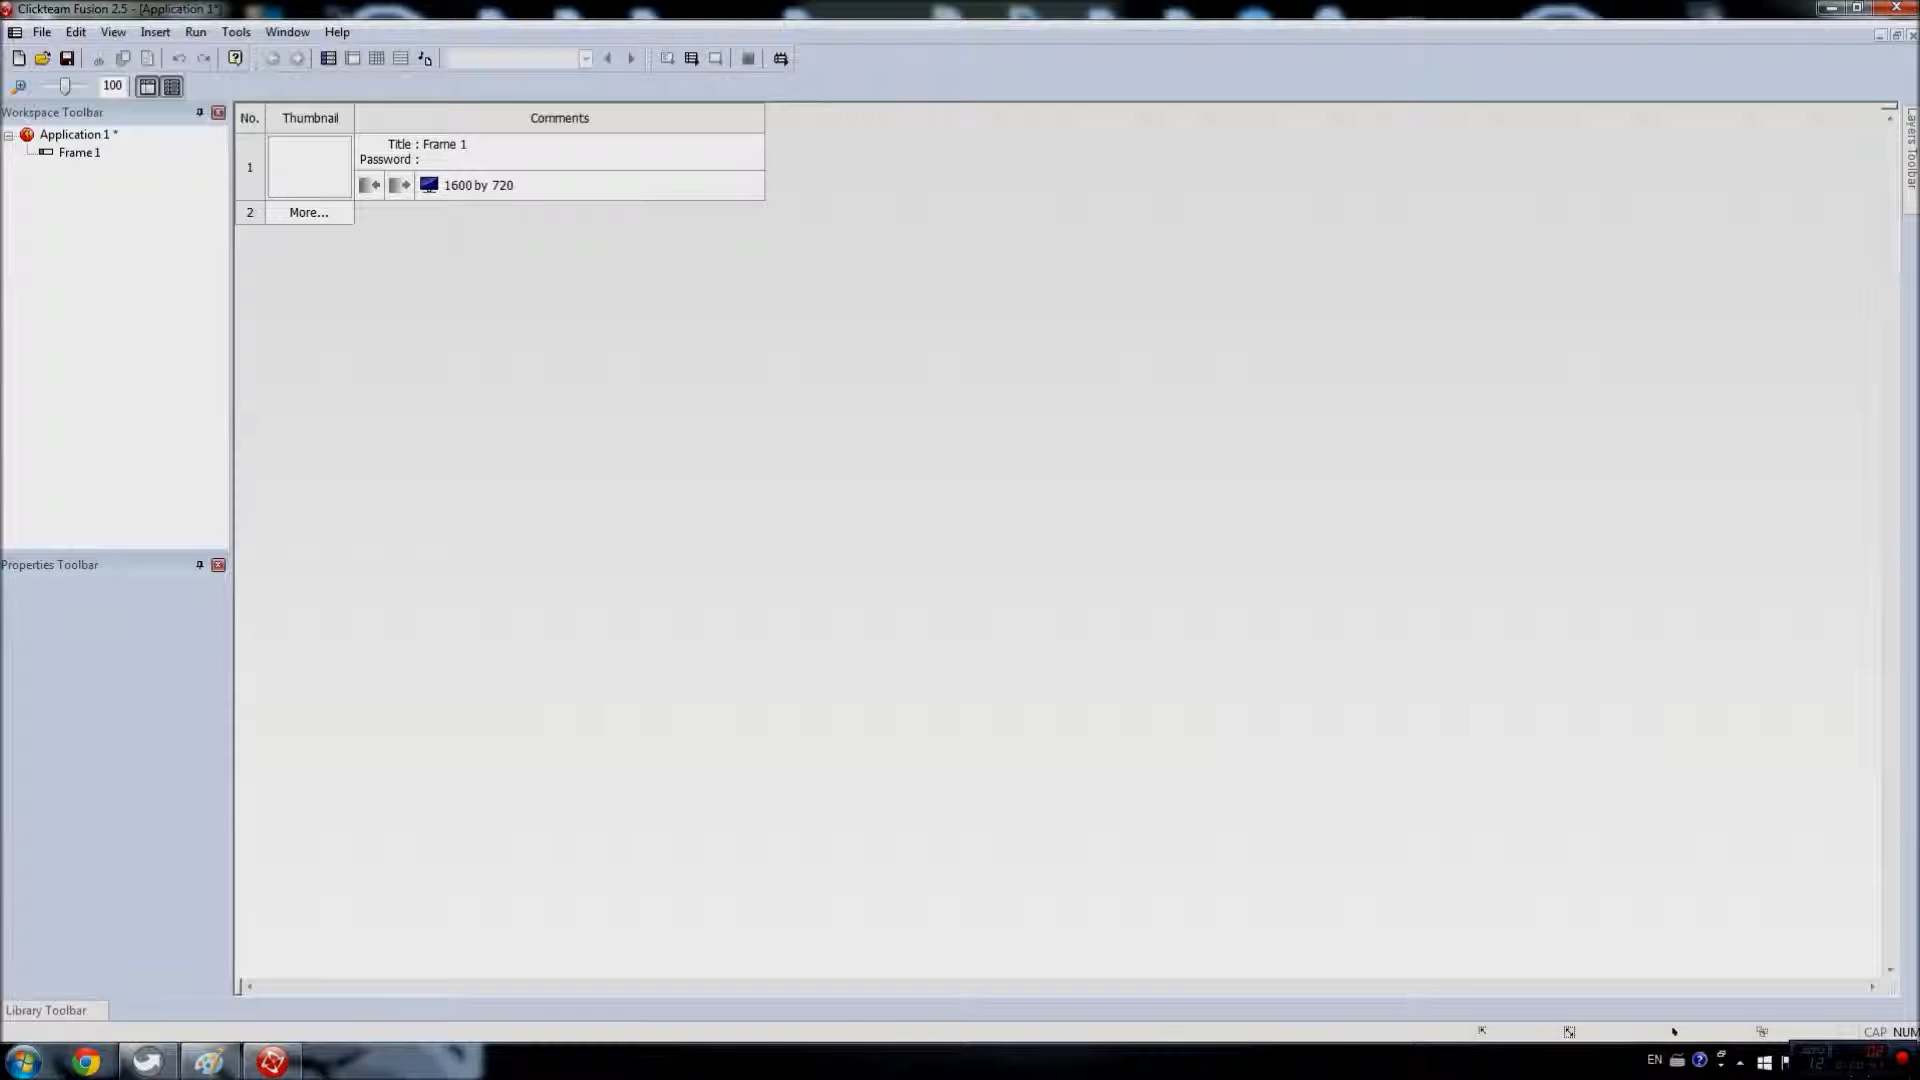 Clickteam Fusion 2.5 - [Application 1*]
File Edit View Insert Run Tools Window Help
100
Workspace Toolbar
Application 1 *
Frame 1
No. Thumbnail Comments
1
Title : Frame 1
Password :
1600 by 720
2 More...
Layers Toolbar
Properties Toolbar
Library Toolbar
CAP NUM
EN